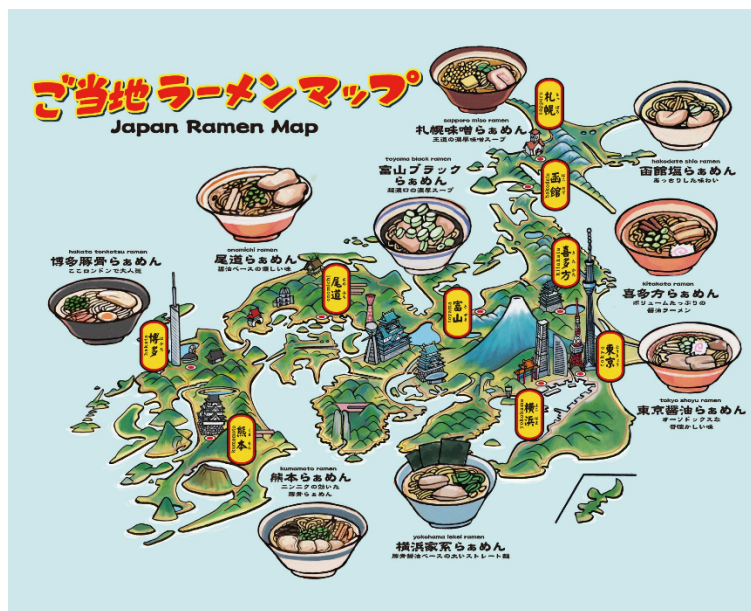 ご当地ラーメンマップ
Japan Ramen Map
sapporo miso ramen
札幌味噌らぁめん
王道の濃厚味噌スープ
札幌
hakodate shio ramen
函館塩らぁめん
あっさりした味わい
函館
toyama black ramen
富山ブラック
らぁめん
超濃口の濃厚スープ
onomichi ramen
尾道らぁめん
醤油ベースの優しい味
hakata tonkotsu ramen
博多豚骨らぁめん
ここロンドンで大人気
喜多方
kitakata ramen
喜多方らぁめん
ボリュームたっぷりの
醤油ラーメン
尾道
富山
博多
東京
tokyo shoyu ramen
東京醤油らぁめん
オーソドックスな
昔懐かしい味
横浜
熊本
kumamoto ramen
熊本らぁめん
ニンニクの効いた
豚骨らぁめん
yokohama iekei ramen
横浜家系らぁめん
豚骨醤油ベースの太いストレート麺